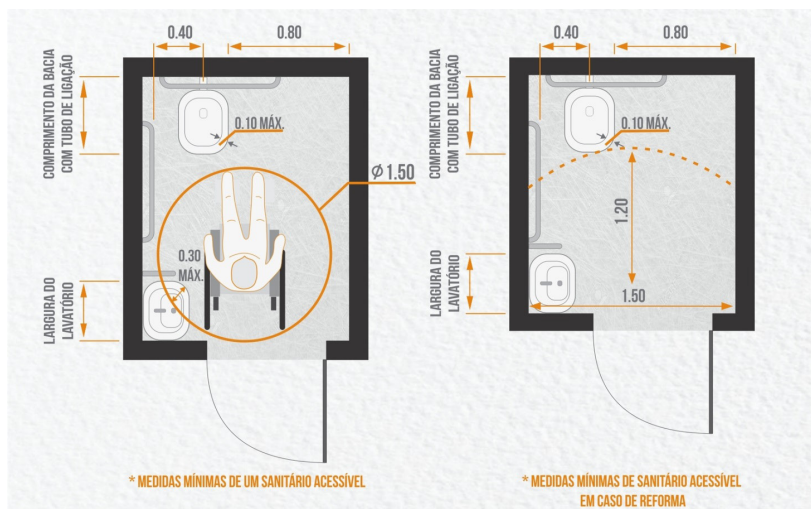 0.40
0.80
COMPRIMENTO DA BACIA
COM TUBO DE LIGAÇÃO
0.10 MÁX.
Ø 1.50
0.30
MÁX.
LARGURA DO
LAVATÓRIO
* MEDIDAS MÍNIMAS DE UM SANITÁRIO ACESSÍVEL
0.40
0.80
COMPRIMENTO DA BACIA
COM TUBO DE LIGAÇÃO
0.10 MÁX.
1.20
LARGURA DO
LAVATÓRIO
1.50
* MEDIDAS MÍNIMAS DE SANITÁRIO ACESSÍVEL
EM CASO DE REFORMA